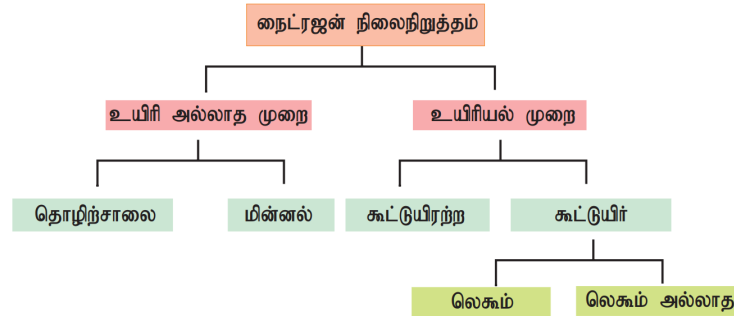 நைட்ரஜன் நிலைநிறுத்தம்
உயிரி அல்லாத முறை
உயிரியல் முறை
தொழிற்சாலை
மின்னல்
கூட்டுயிரற்ற
கூட்டுயிர்
லெகூம்
லெகூம் அல்லாத